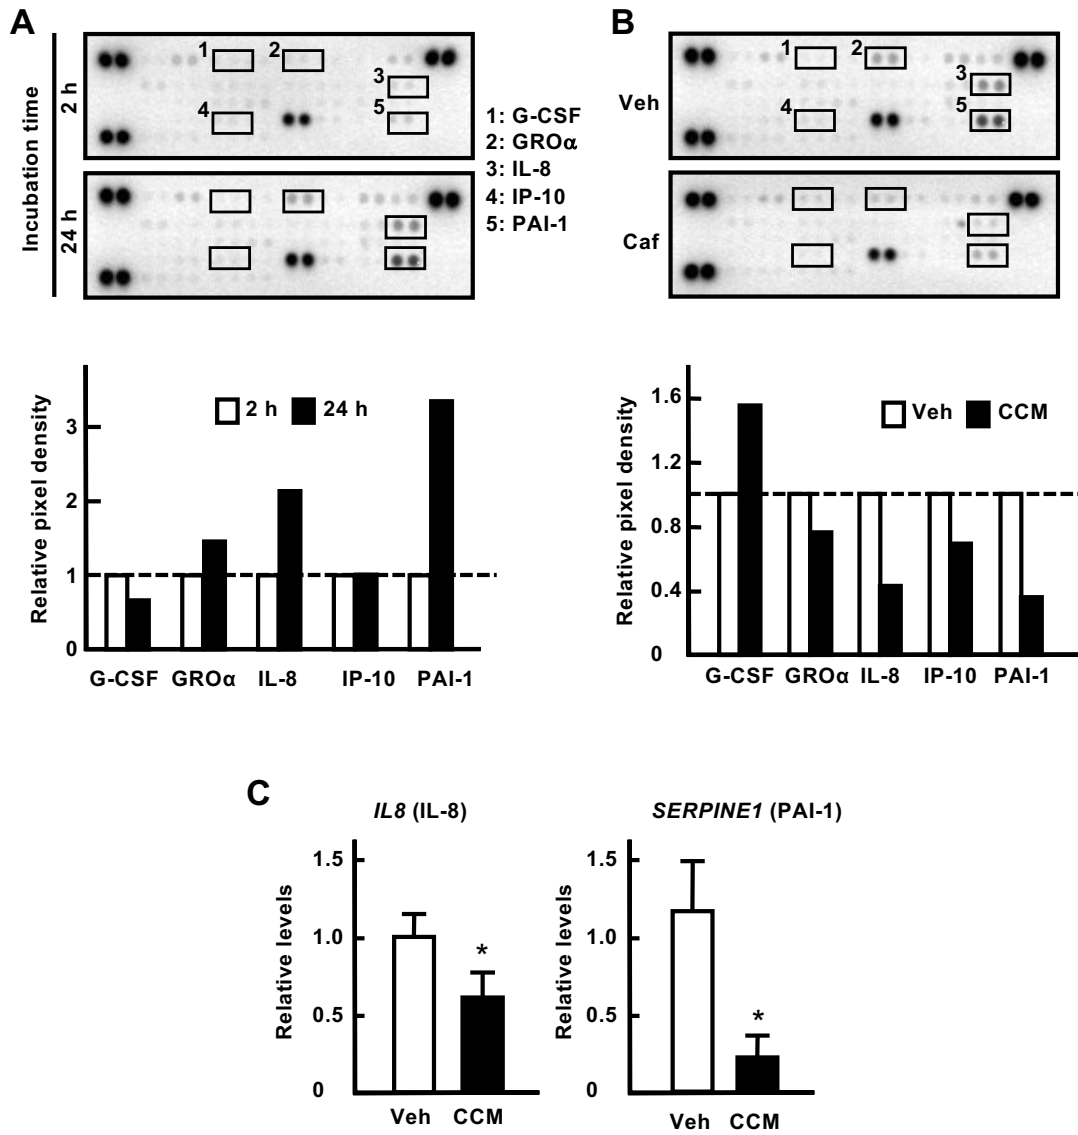 A
Incubation time
2 h
24 h
1
2
3
4
5
1: G-CSF
2: GROα
3: IL-8
4: IP-10
5: PAI-1
Relative pixel density
3
2
1
0
2 h 24 h
G-CSF GROα IL-8 IP-10 PAI-1
B
Veh
Caf
1
2
3
4
5
Relative pixel density
1.6
1.2
0.8
0.4
0
Veh CCM
G-CSF GROα IL-8 IP-10 PAI-1
C
IL8 (IL-8)
Relative levels
1.5
1.0
0.5
0
*
Veh CCM
SERPINE1 (PAI-1)
Relative levels
1.5
1.0
0.5
0
*
Veh CCM